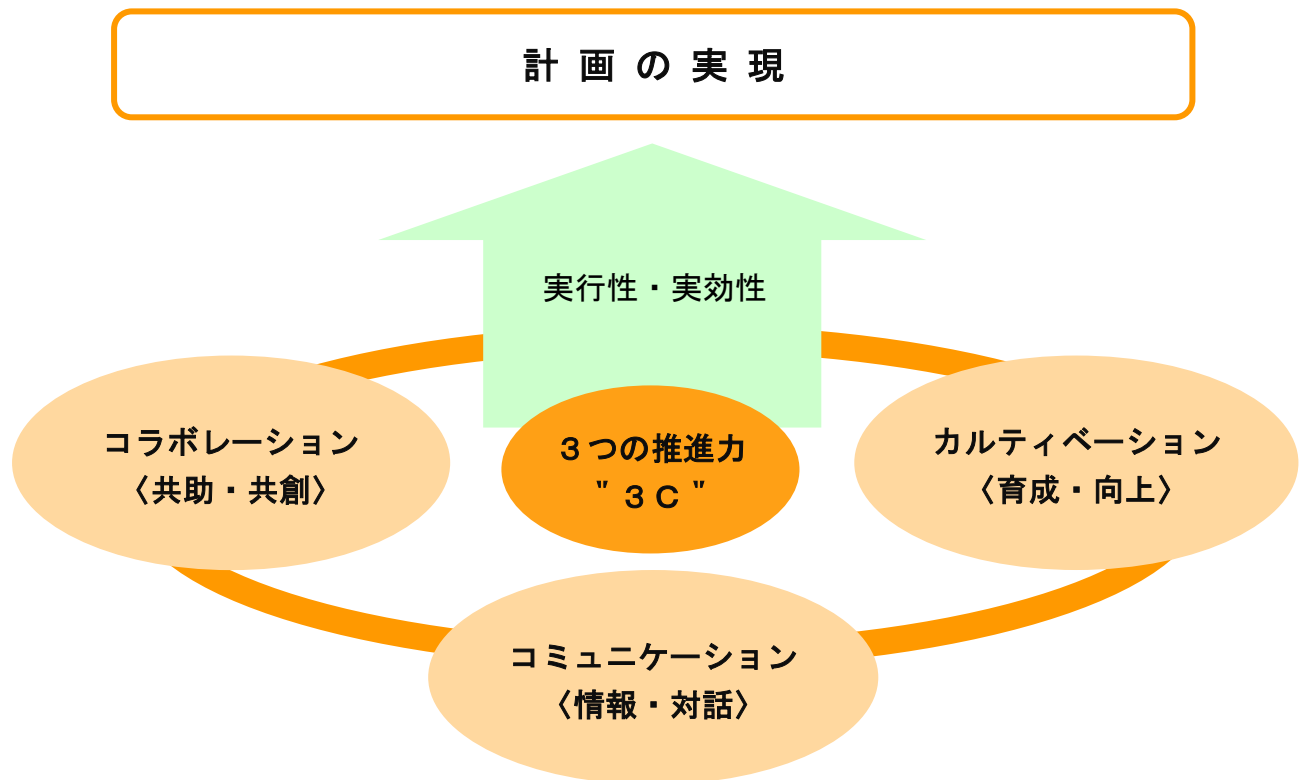 計画の実現
実行性・実効性
３つの推進力
"３Ｃ"
コラボレーション
〈共助・共創〉
カルティベーション
〈育成・向上〉
コミュニケーション
〈情報・対話〉